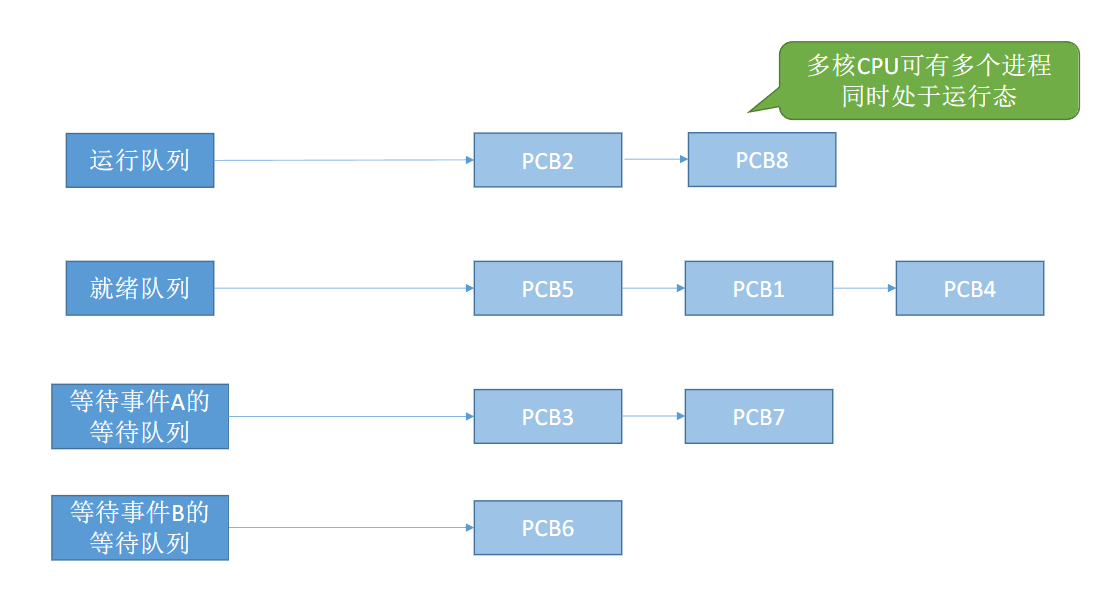 多核CPU可有多个进程
同时处于运行态
运行队列
PCB2
PCB8
就绪队列
PCB5
PCB1
PCB4
等待事件A的
等待队列
PCB3
PCB7
等待事件B的
等待队列
PCB6